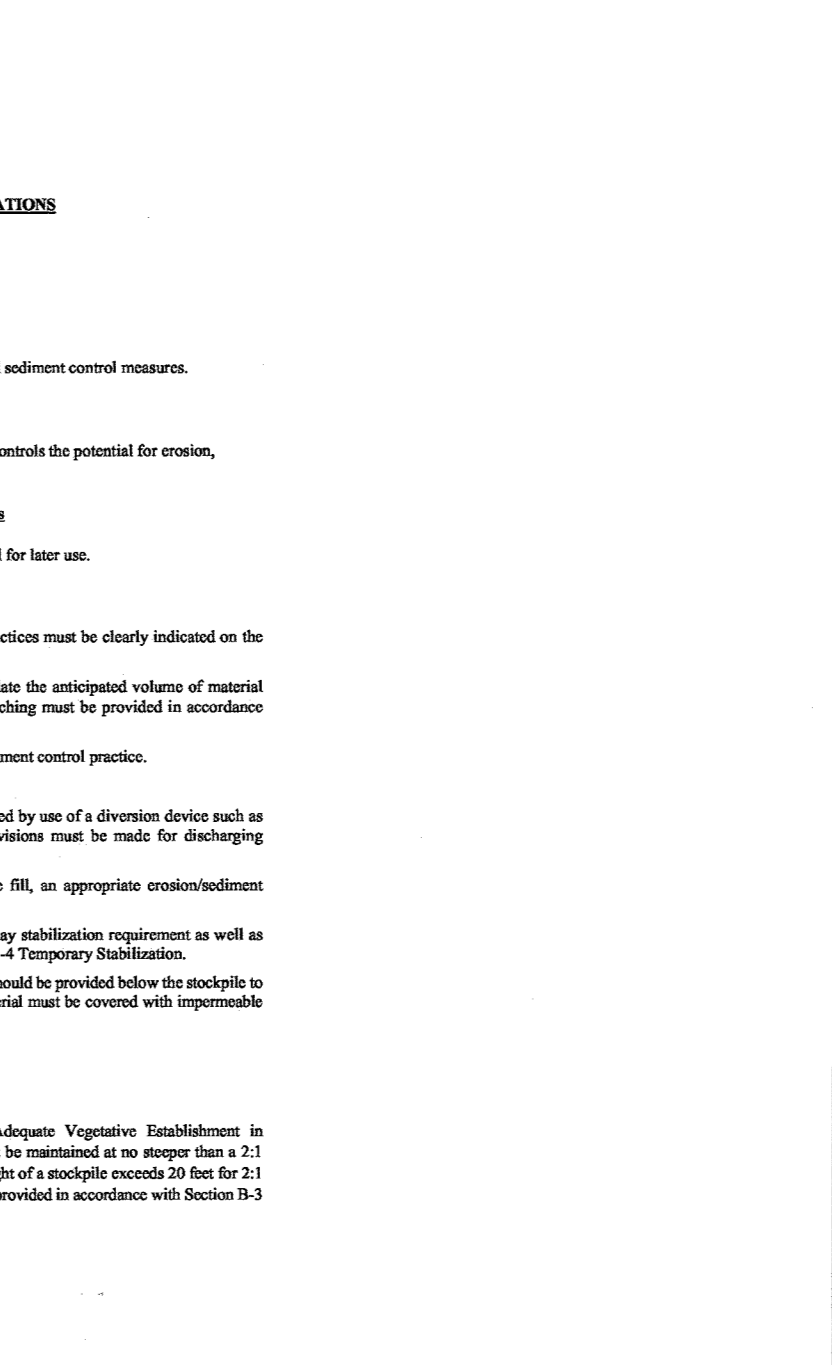 ATIONS
sediment control measures.
ontrols the potential for erosion,
s
for later use.
ctices must be clearly indicated on the
ate the anticipated volume of material
ching must be provided in accordance
ment control practice.
ed by use of a diversion device such as
visions must be made for discharging
fill, an appropriate erosion/sediment
ay stabilization requirement as well as
-4 Temporary Stabilization.
hould be provided below the stockpile to
rial must be covered with impermeable
Adequate Vegetative Establishment in
be maintained at no steeper than a 2:1
ht of a stockpile exceeds 20 feet for 2:1
rovided in accordance with Section B-3